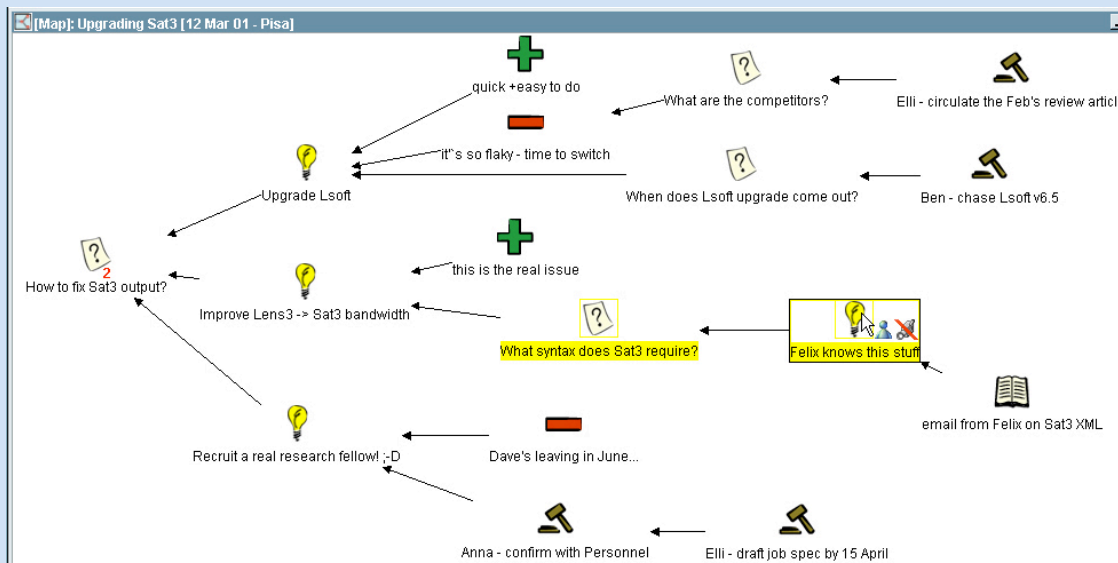 [Map]: Upgrading Sat3 [12 Mar 01 - Pisa]
quick +easy to do
What are the competitors?
Elli - circulate the Feb's review articl
it'`s so flaky - time to switch
Upgrade Lsoft
When does Lsoft upgrade come out?
Ben - chase Lsoft v6.5
?
2
How to fix Sat3 output?
this is the real issue
Improve Lens3 -> Sat3 bandwidth
What syntax does Sat3 require?
Felix knows this stuff
email from Felix on Sat3 XML
Recruit a real research fellow! ;-D
Dave's leaving in June...
Anna - confirm with Personnel
Elli - draft job spec by 15 April